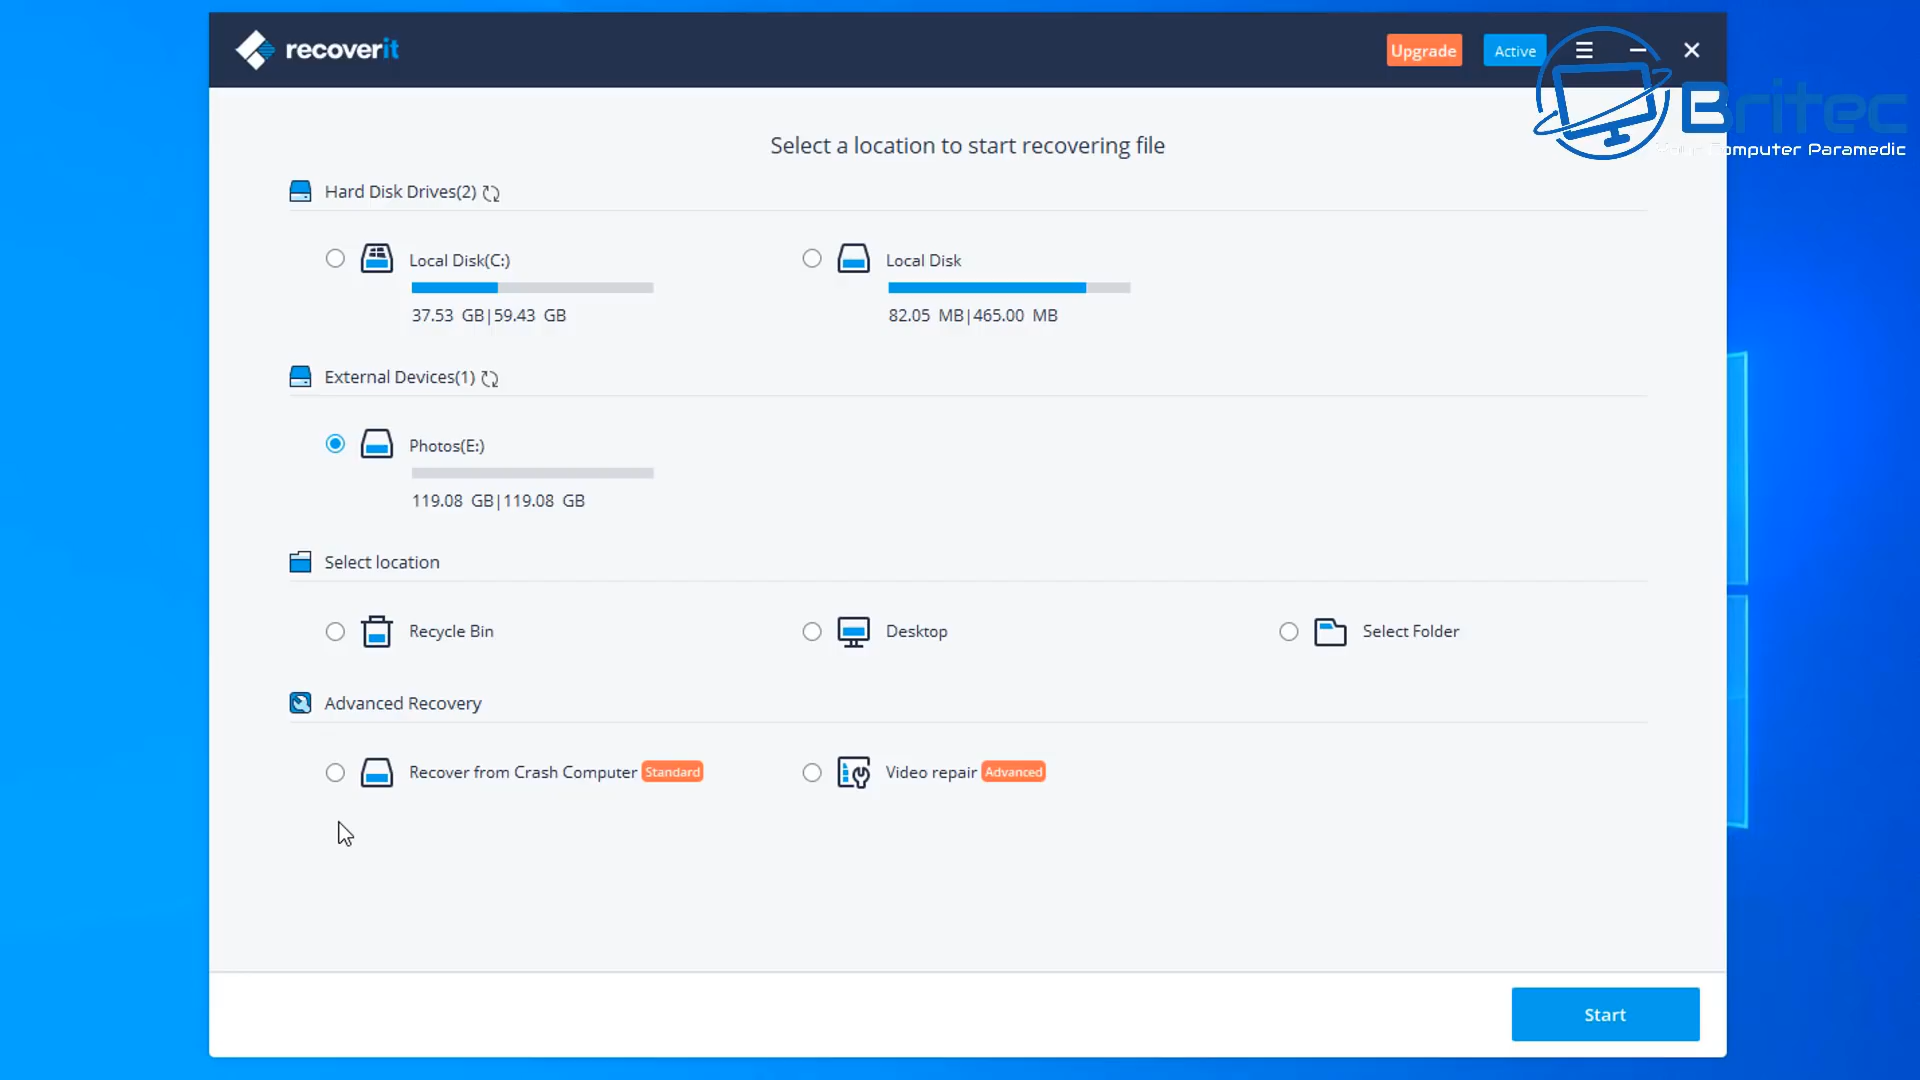 recoverit
Upgrade
Active
Britec
Your Computer Paramedic
Select a location to start recovering file
Hard Disk Drives(2)
Local Disk(C:)
Local Disk
37.53 GB|59.43 GB
82.05 MB|465.00 MB
External Devices(1)
Photos(E:)
119.08 GB|119.08 GB
Select location
Recycle Bin
Desktop
Select Folder
Advanced Recovery
Recover from Crash Computer Standard
Video repair Advanced
Start